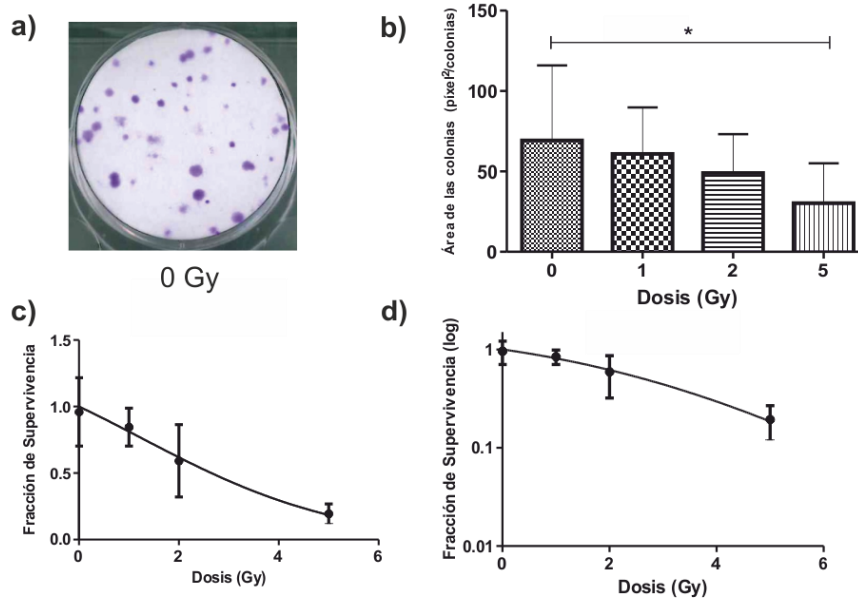 a)
0 Gy
b)
Área de las colonias (pixel²/colonias)
150
100
50
0
*
0 1 2 5
Dosis (Gy)
c)
Fracción de Supervivencia
1.5
1.0
0.5
0.0
0 2 4 6
Dosis (Gy)
d)
Fracción de Supervivencia (log)
1
0.1
0.01
0 2 4 6
Dosis (Gy)